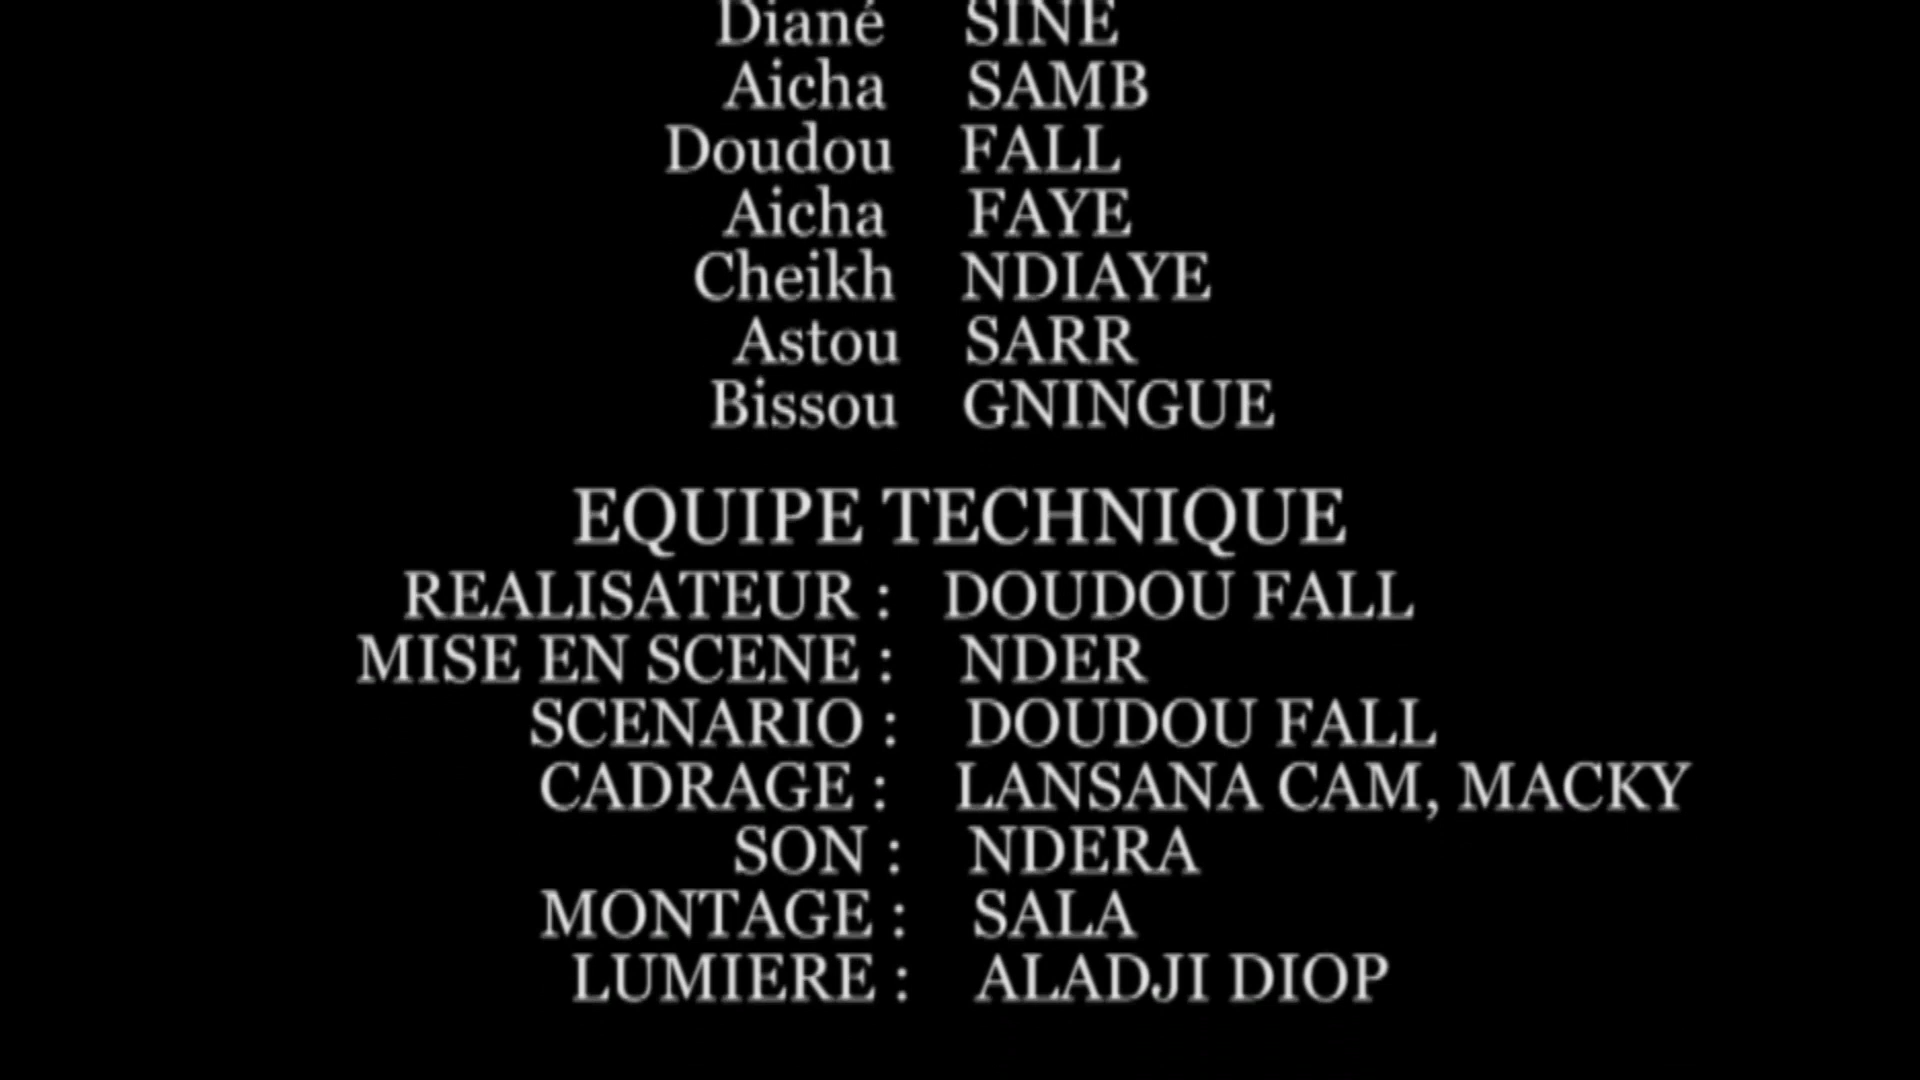 Diané SINE
Aicha SAMB
Doudou FALL
Aicha FAYE
Cheikh NDIAYE
Astou SARR
Bissou GNINGUE
EQUIPE TECHNIQUE
REALISATEUR : DOUDOU FALL
MISE EN SCENE : NDER
SCENARIO : DOUDOU FALL
CADRAGE : LANSANA CAM, MACKY
SON : NDERA
MONTAGE : SALA
LUMIERE : ALADJI DIOP